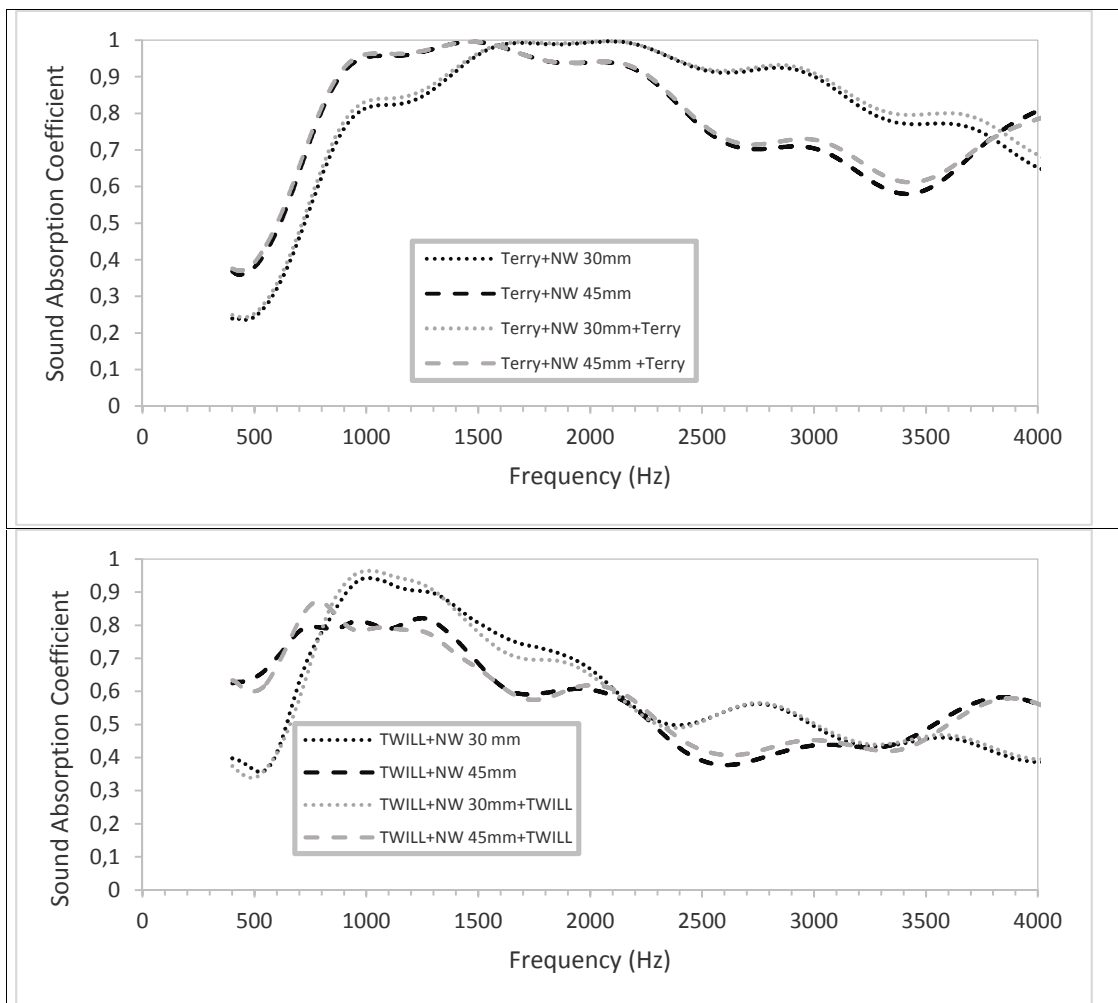 1
0,9
0,8
0,7
0,6
0,5
0,4
0,3
0,2
0,1
0
Sound Absorption Coefficient
Terry+NW 30mm
Terry+NW 45mm
Terry+NW 30mm+Terry
Terry+NW 45mm +Terry
0 500 1000 1500 2000 2500 3000 3500 4000
Frequency (Hz)
1
0,9
0,8
0,7
0,6
0,5
0,4
0,3
0,2
0,1
0
Sound Absorption Coefficient
TWILL+NW 30 mm
TWILL+NW 45mm
TWILL+NW 30mm+TWILL
TWILL+NW 45mm+TWILL
0 500 1000 1500 2000 2500 3000 3500 4000
Frequency (Hz)